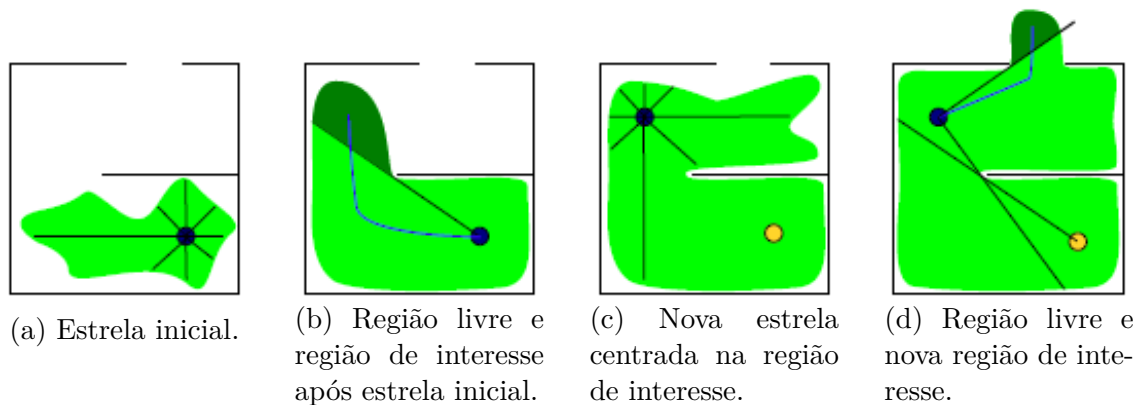 (a) Estrela inicial.
(b) Região livre e
região de interesse
após estrela inicial.
(c) Nova estrela
centrada na região
de interesse.
(d) Região livre e
nova região de inte-
resse.